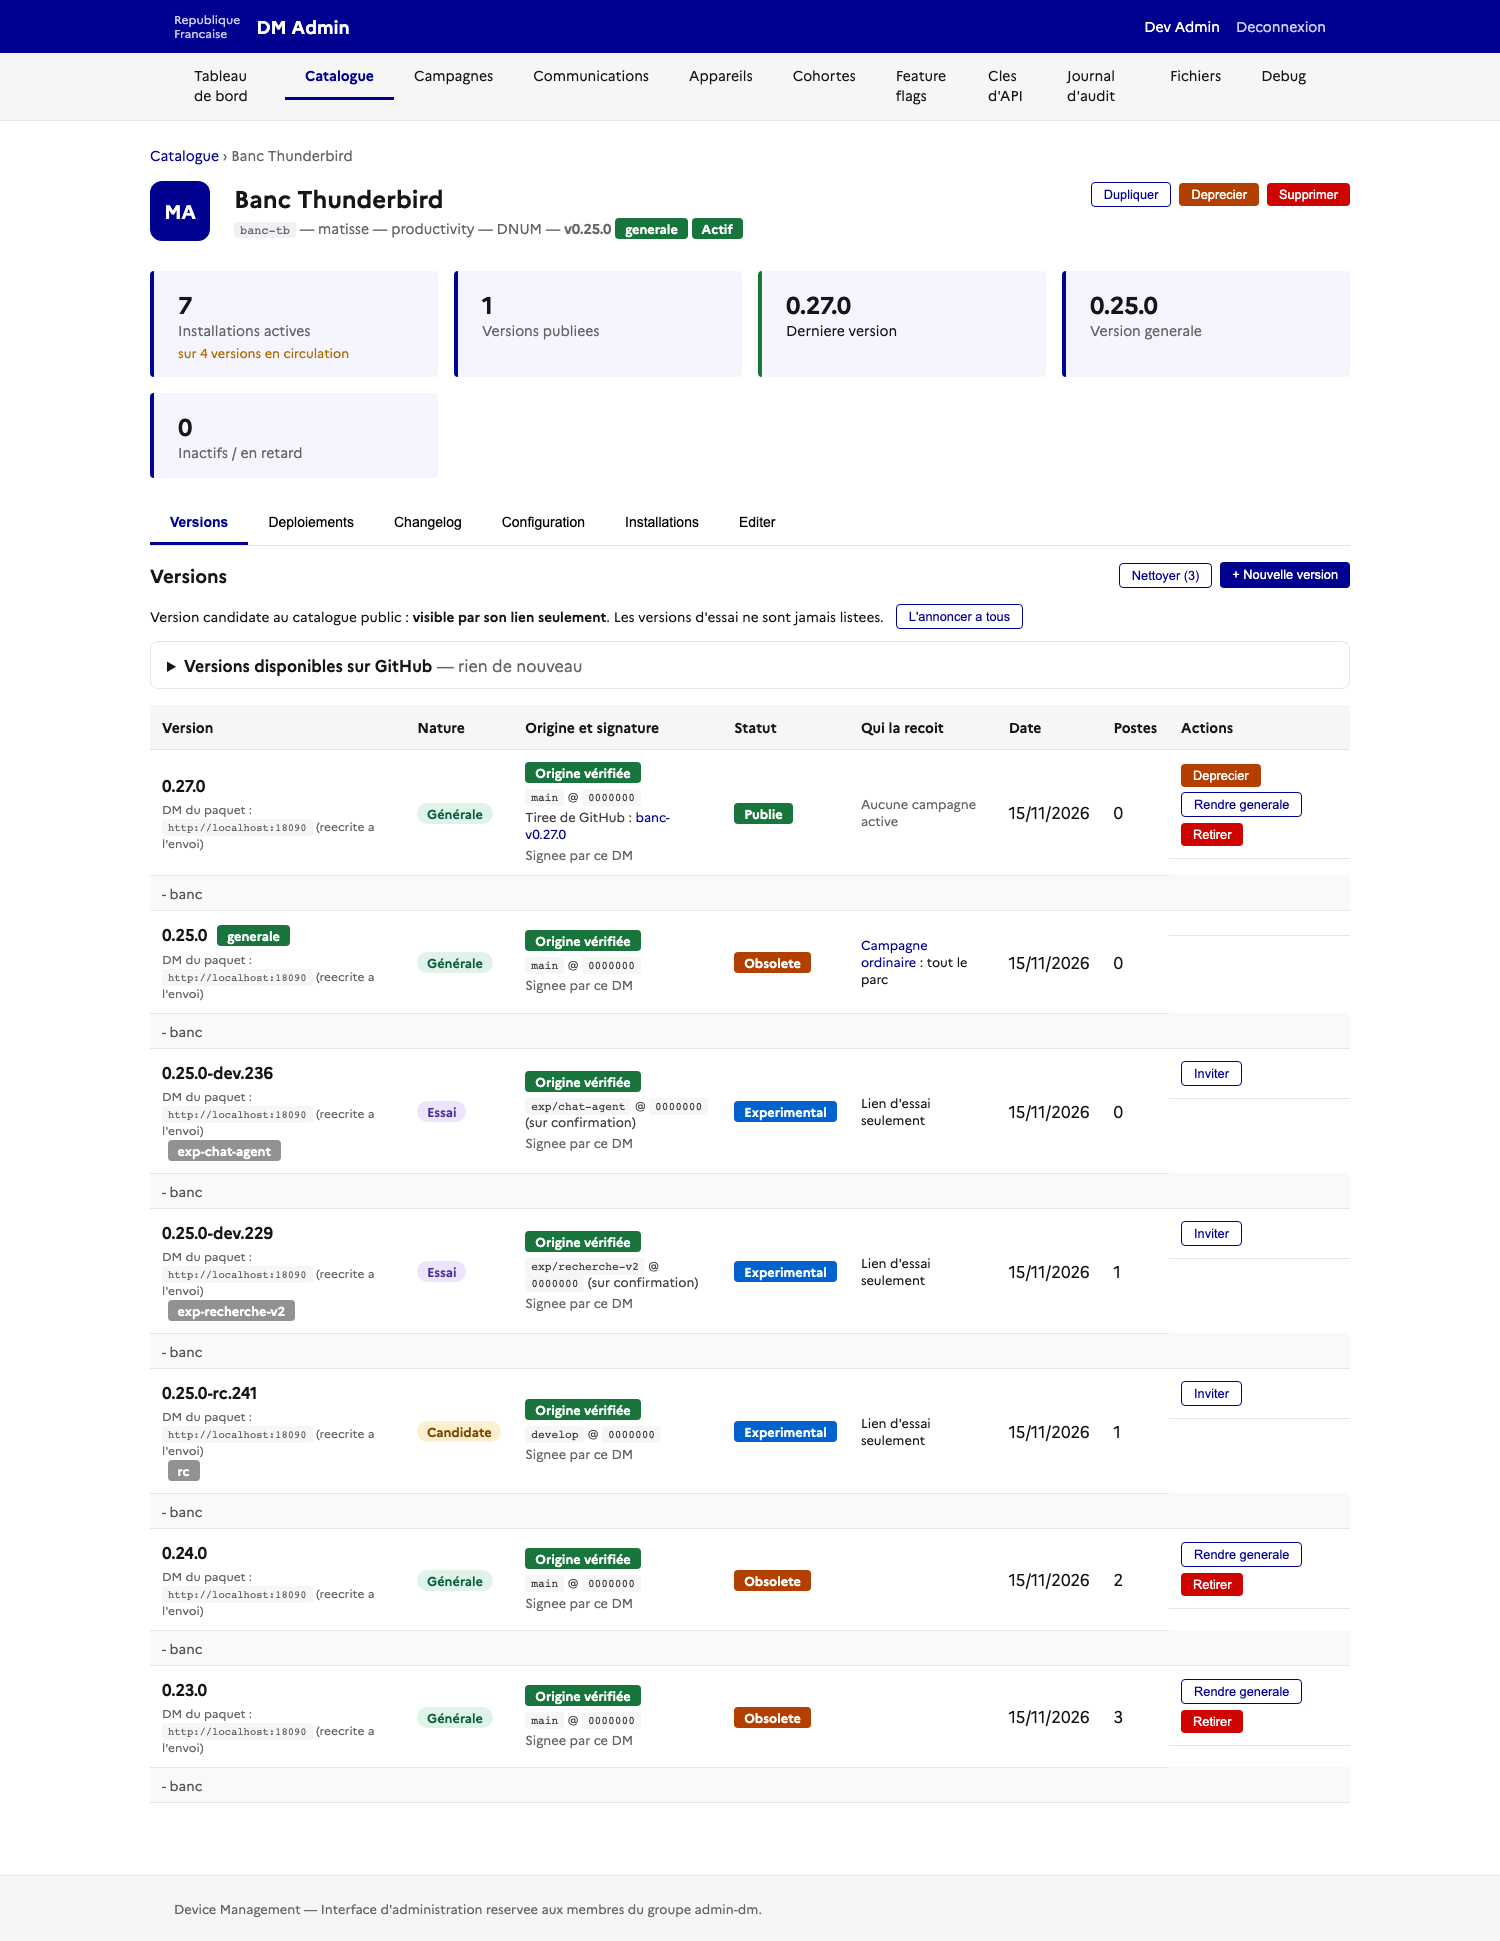 Republique
Francaise
DM Admin
Dev Admin
Deconnexion
Tableau
de bord
Catalogue
Campagnes
Communications
Appareils
Cohortes
Feature
flags
Cles
d'API
Journal
d'audit
Fichiers
Debug
Catalogue › Banc Thunderbird
MA
Banc Thunderbird
banc-tb — matisse — productivity — DNUM — v0.25.0 generale Actif
Dupliquer
Deprecier
Supprimer
7
Installations actives
sur 4 versions en circulation
1
Versions publiees
0.27.0
Derniere version
0.25.0
Version generale
0
Inactifs / en retard
Versions
Deploiements
Changelog
Configuration
Installations
Editer
Versions
Nettoyer (3)
+ Nouvelle version
Version candidate au catalogue public : visible par son lien seulement. Les versions d'essai ne sont jamais listees.
L'annoncer a tous
▶ Versions disponibles sur GitHub — rien de nouveau
Version
Nature
Origine et signature
Statut
Qui la recoit
Date
Postes
Actions
0.27.0
DM du paquet :
http://localhost:18090 (reecrite a
l'envoi)
Générale
Origine vérifiée
main @ 0000000
Tiree de GitHub : banc-
v0.27.0
Signee par ce DM
Publie
Aucune campagne
active
15/11/2026
0
Deprecier
Rendre generale
Retirer
- banc
0.25.0 generale
DM du paquet :
http://localhost:18090 (reecrite a
l'envoi)
Générale
Origine vérifiée
main @ 0000000
Signee par ce DM
Obsolete
Campagne
ordinaire : tout le
parc
15/11/2026
0
- banc
0.25.0-dev.236
DM du paquet :
http://localhost:18090 (reecrite a
l'envoi)
exp-chat-agent
Essai
Origine vérifiée
exp/chat-agent @ 0000000
(sur confirmation)
Signee par ce DM
Experimental
Lien d'essai
seulement
15/11/2026
0
Inviter
- banc
0.25.0-dev.229
DM du paquet :
http://localhost:18090 (reecrite a
l'envoi)
exp-recherche-v2
Essai
Origine vérifiée
exp/recherche-v2 @
0000000 (sur confirmation)
Signee par ce DM
Experimental
Lien d'essai
seulement
15/11/2026
1
Inviter
- banc
0.25.0-rc.241
DM du paquet :
http://localhost:18090 (reecrite a
l'envoi)
rc
Candidate
Origine vérifiée
develop @ 0000000
Signee par ce DM
Experimental
Lien d'essai
seulement
15/11/2026
1
Inviter
- banc
0.24.0
DM du paquet :
http://localhost:18090 (reecrite a
l'envoi)
Générale
Origine vérifiée
main @ 0000000
Signee par ce DM
Obsolete
15/11/2026
2
Rendre generale
Retirer
- banc
0.23.0
DM du paquet :
http://localhost:18090 (reecrite a
l'envoi)
Générale
Origine vérifiée
main @ 0000000
Signee par ce DM
Obsolete
15/11/2026
3
Rendre generale
Retirer
- banc
Device Management — Interface d'administration reservee aux membres du groupe admin-dm.